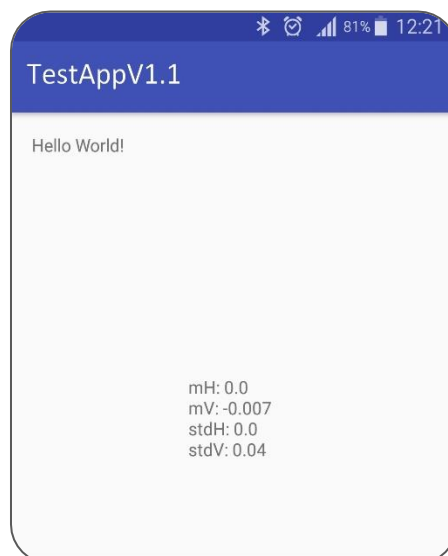 81% 12:21
TestAppV1.1
Hello World!
mH: 0.0
mV: -0.007
stdH: 0.0
stdV: 0.04